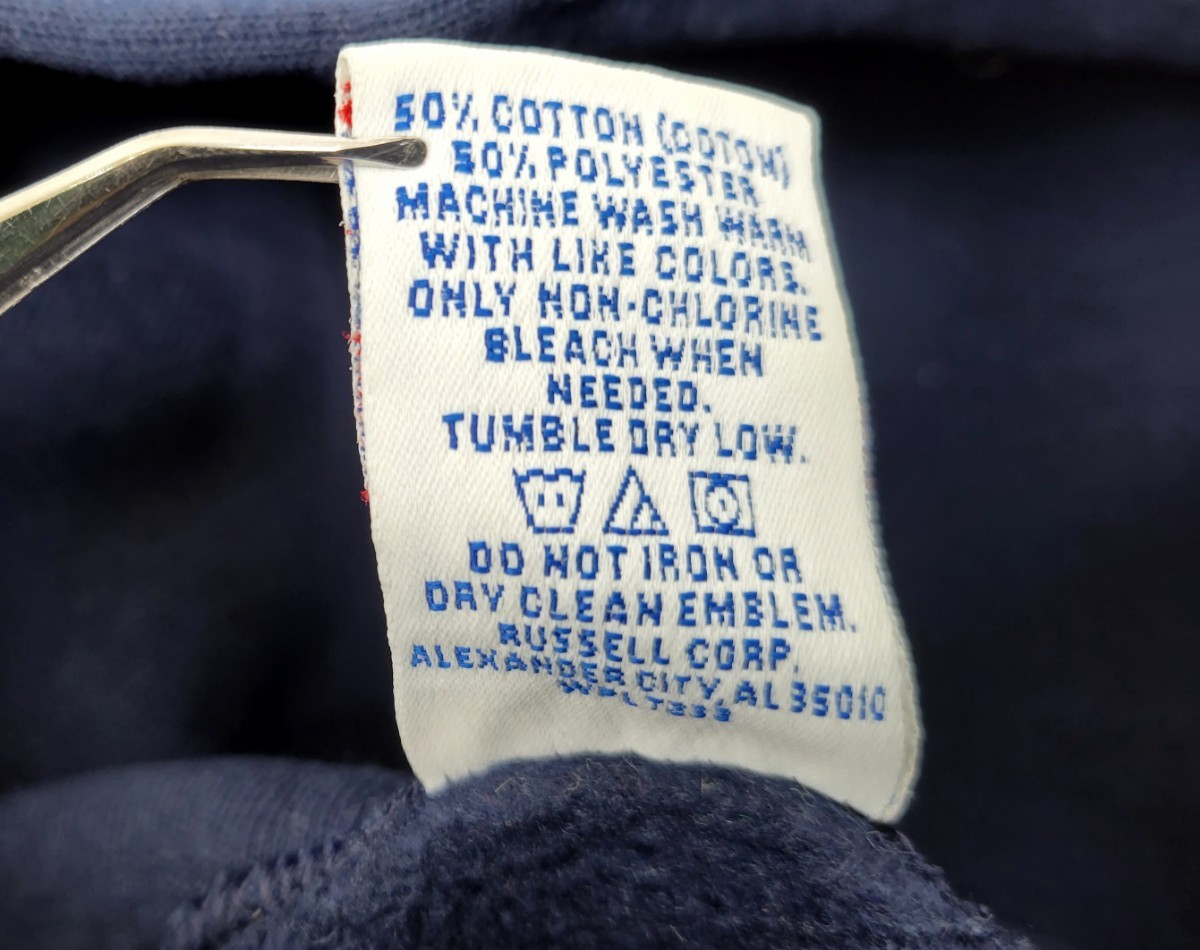 50% COTTON (COTON)
50% POLYESTER
MACHINE WASH WARM
WITH LIKE COLORS.
ONLY NON-CHLORINE
BLEACH WHEN
NEEDED.
TUMBLE DRY LOW.
DO NOT IRON OR
DRY CLEAN EMBLEM.
RUSSELL CORP.
ALEXANDER CITY, AL 35010